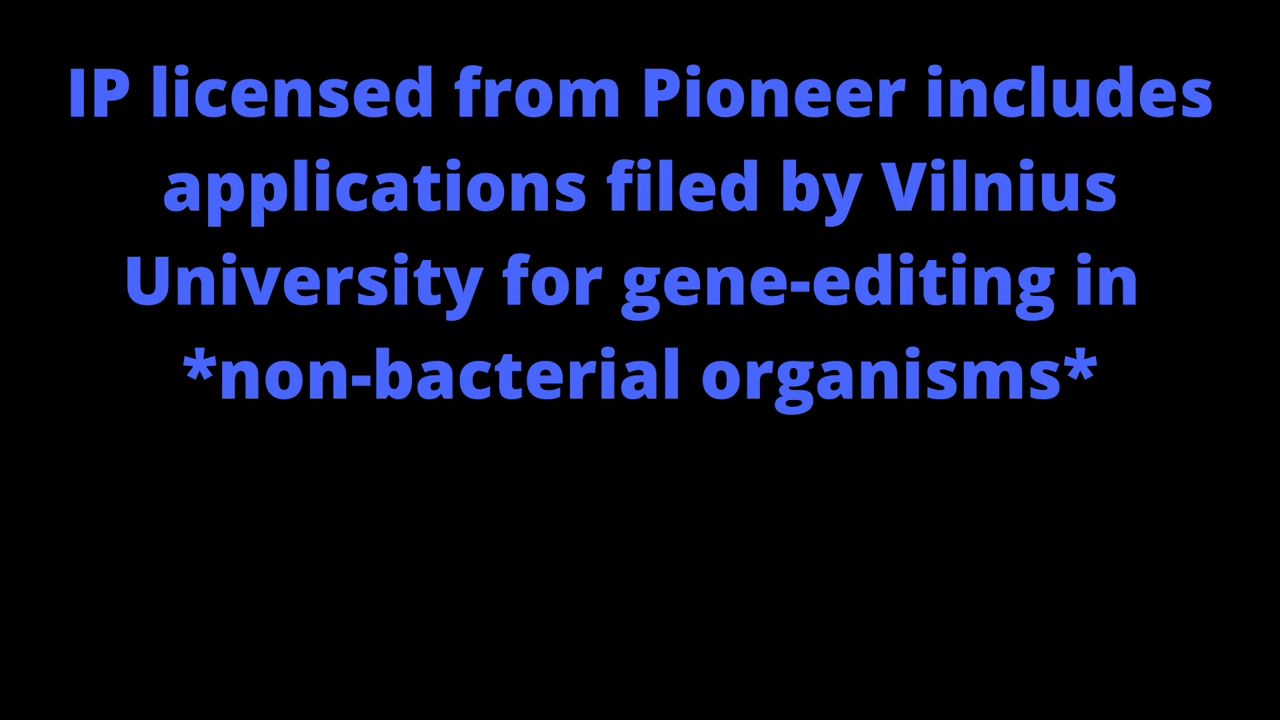 IP licensed from Pioneer includes
applications filed by Vilnius
University for gene-editing in
*non-bacterial organisms*